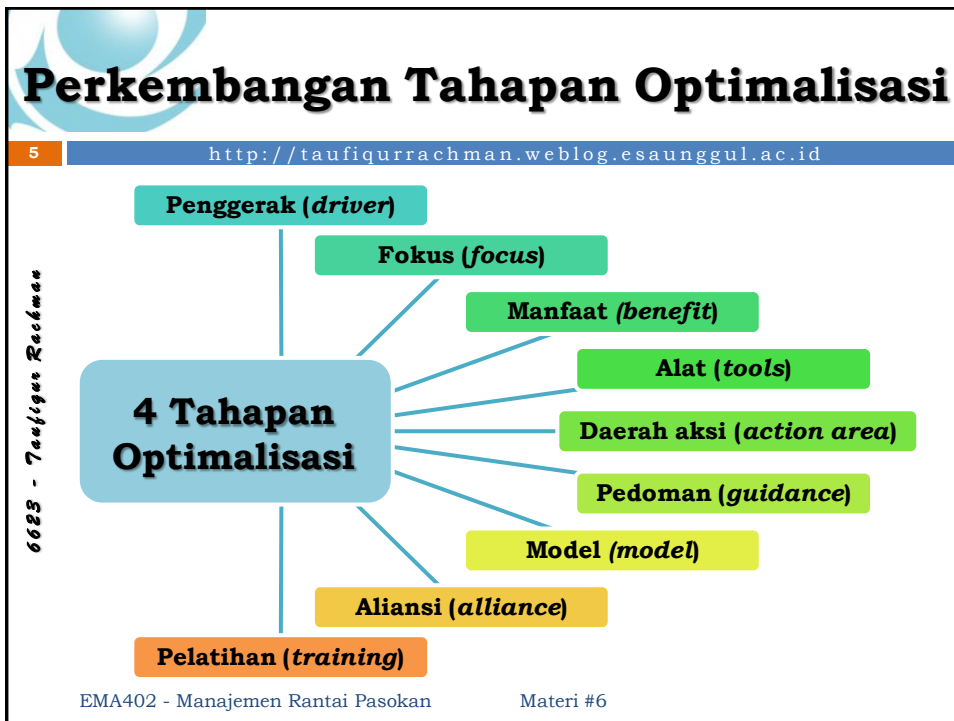 Perkembangan Tahapan Optimalisasi
5
http://taufiqurrachman.weblog.esaunggul.ac.id
6623 - Taufiqur Rachman
Penggerak (driver)
Fokus (focus)
Manfaat (benefit)
Alat (tools)
4 Tahapan
Optimalisasi
Daerah aksi (action area)
Pedoman (guidance)
Model (model)
Aliansi (alliance)
Pelatihan (training)
EMA402 - Manajemen Rantai Pasokan
Materi #6